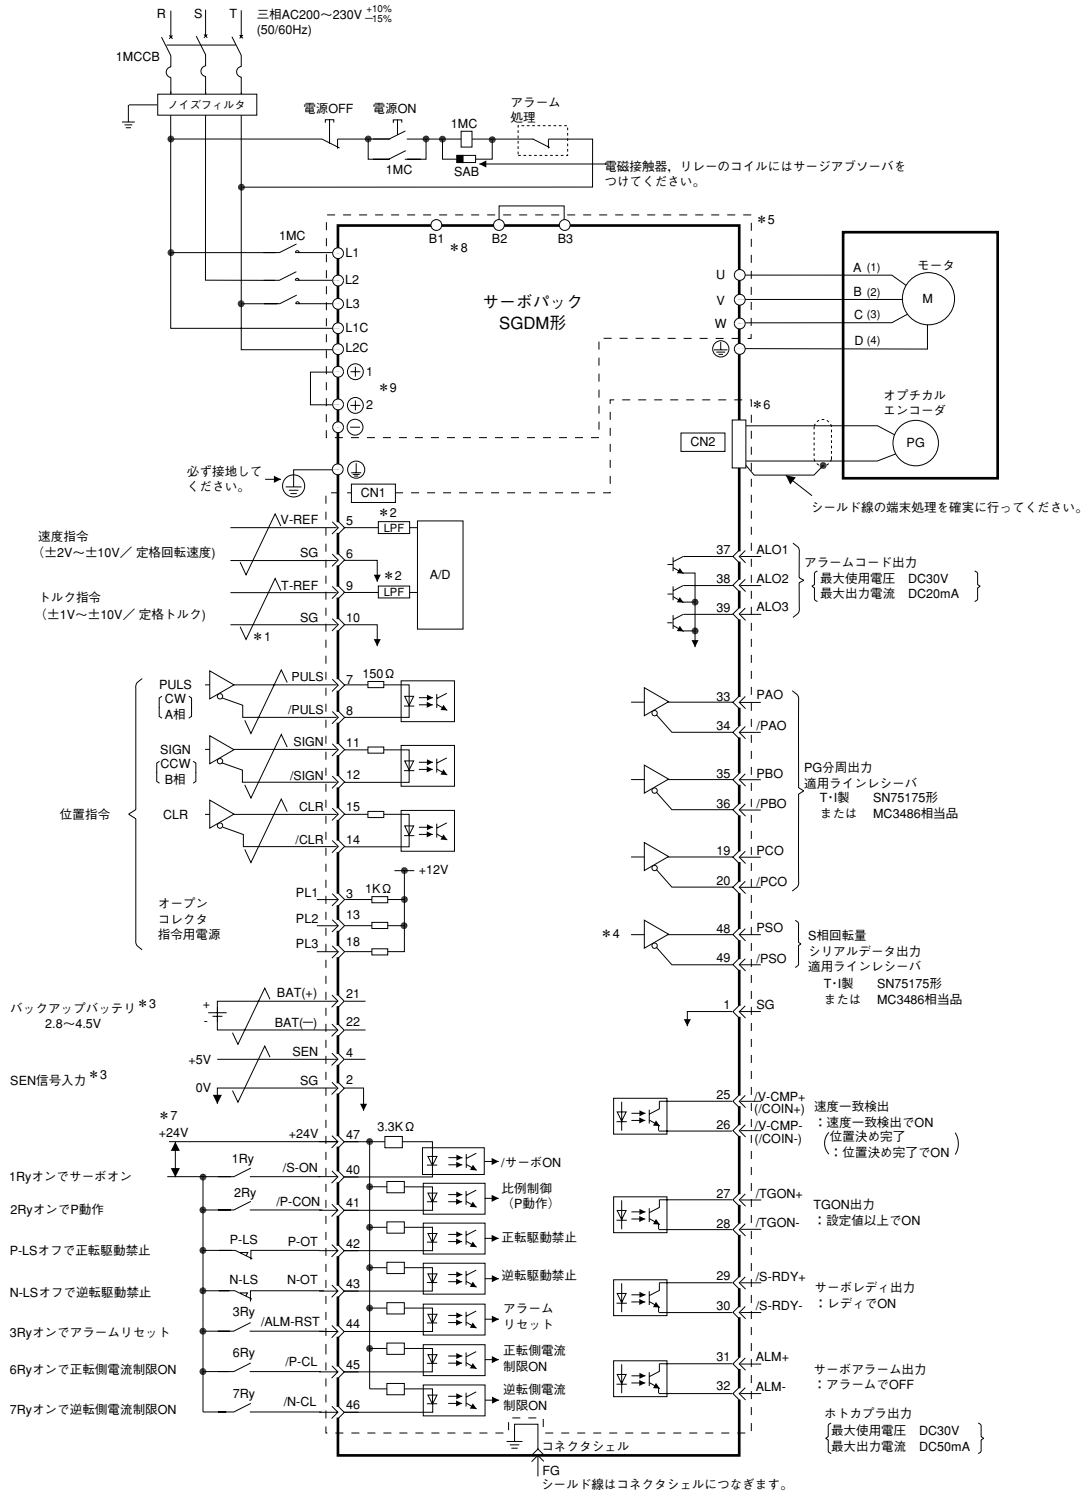 R S T 三相AC200～230V +10% −15%
(50/60Hz)
1MCCB
ノイズフィルタ
電源OFF 電源ON アラーム
処理
1MC
1MC
SAB
電磁接触器，リレーのコイルにはサージアブソーバを
つけてください。
B1 B2 B3
＊5
＊8
1MC
L1
L2
L3
L1C
L2C
＋1
＊9
＋2
−
サーボパック
SGDM形
U
V
W
A (1)
B (2)
C (3)
D (4)
モータ
M
＊6
CN2
オプチカル
エンコーダ
PG
シールド線の端末処理を確実に行ってください。
必ず接地して
ください。
CN1
速度指令
（±2V～±10V／定格回転速度）
V-REF 5 ＊2 LPF
SG 6
トルク指令
（±1V～±10V／定格トルク）
T-REF 9 ＊2 LPF
SG 10
＊1
A/D
37 ALO1
38 ALO2
39 ALO3
アラームコード出力
最大使用電圧 DC30V
最大出力電流 DC20mA
位置指令
PULS
CW
A相
PULS 7 150Ω
/PULS 8
SIGN
CCW
B相
SIGN 11
/SIGN 12
CLR
CLR 15
/CLR 14
+12V
オープン
コレクタ
指令用電源
PL1 3 1KΩ
PL2 13
PL3 18
33 PAO
34 /PAO
35 PBO
36 /PBO
19 PCO
20 /PCO
PG分周出力
適用ラインレシーバ
T･I製 SN75175形
または MC3486相当品
＊4
48 PSO
49 /PSO
S相回転量
シリアルデータ出力
適用ラインレシーバ
T･I製 SN75175形
または MC3486相当品
1 SG
バックアップバッテリ＊3
2.8～4.5V
+
-
BAT(+) 21
BAT(−) 22
SEN信号入力＊3
+5V SEN 4
0V SG 2
＊7
+24V
+24V 47 3.3KΩ
1Ryオンでサーボオン 1Ry /S-ON 40 /サーボON
2RyオンでP動作 2Ry /P-CON 41 比例制御
（P動作）
P-LSオフで正転駆動禁止 P-LS P-OT 42 正転駆動禁止
N-LSオフで逆転駆動禁止 N-LS N-OT 43 逆転駆動禁止
3Ryオンでアラームリセット 3Ry /ALM-RST 44 アラーム
リセット
6Ryオンで正転側電流制限ON 6Ry /P-CL 45 正転側電流
制限ON
7Ryオンで逆転側電流制限ON 7Ry /N-CL 46 逆転側電流
制限ON
25 /V-CMP+
(/COIN+)
26 /V-CMP-
(/COIN-)
速度一致検出
：速度一致検出でON
（位置決め完了
：位置決め完了でON）
27 /TGON+
28 /TGON-
TGON出力
：設定値以上でON
29 /S-RDY+
30 /S-RDY-
サーボレディ出力
：レディでON
31 ALM+
32 ALM-
サーボアラーム出力
：アラームでOFF
ホトカプラ出力
最大使用電圧 DC30V
最大出力電流 DC50mA
コネクタシェル
FG
シールド線はコネクタシェルにつなぎます。